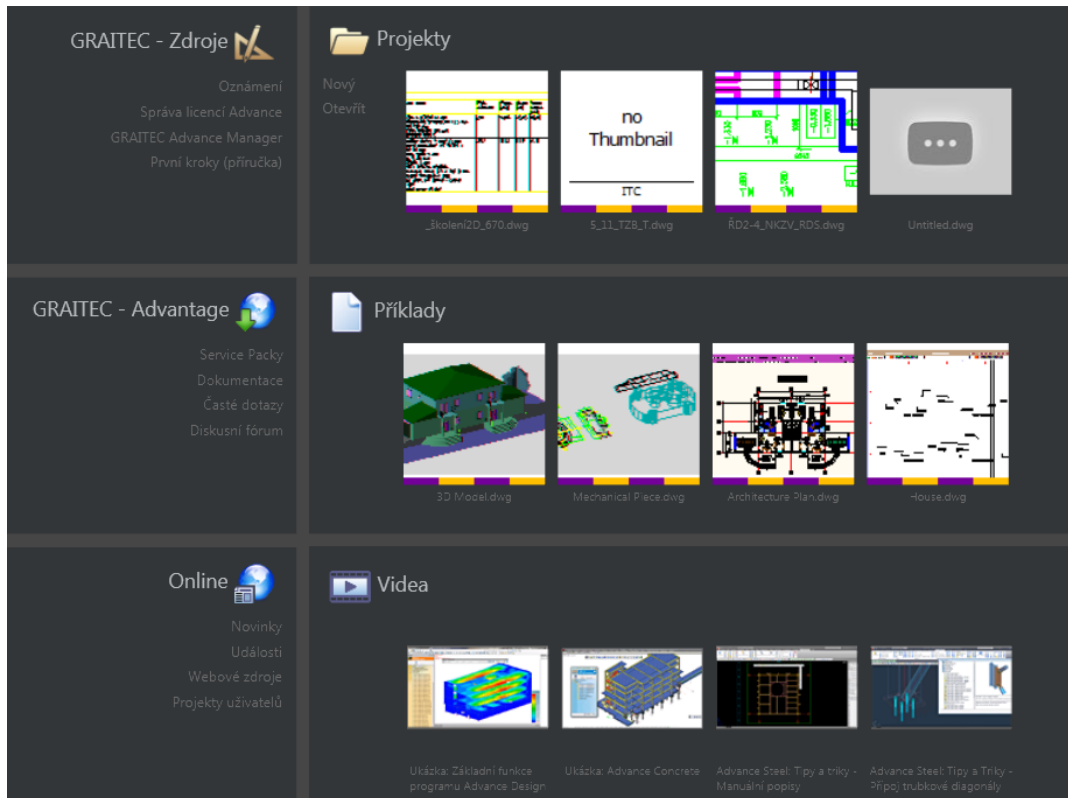 GRAITEC - Zdroje
Oznámení
Správa licencí Advance
GRAITEC Advance Manager
První kroky (příručka)
Projekty
Nový
Otevřít
no
Thumbnail
ITC
_školení2D_670.dwg
5_11_TZB_T.dwg
ŘD2-4_NKZV_RDS.dwg
Untitled.dwg
GRAITEC - Advantage
Service Packy
Dokumentace
Časté dotazy
Diskusní fórum
Příklady
3D Model.dwg
Mechanical Piece.dwg
Architecture Plan.dwg
House.dwg
Online
Novinky
Události
Webové zdroje
Projekty uživatelů
Videa
Ukázka: Základní funkce
programu Advance Design
Ukázka: Advance Concrete
Advance Steel: Tipy a triky -
Manuální popisy
Advance Steel: Tipy a Triky -
Připoj trubkové diagonály